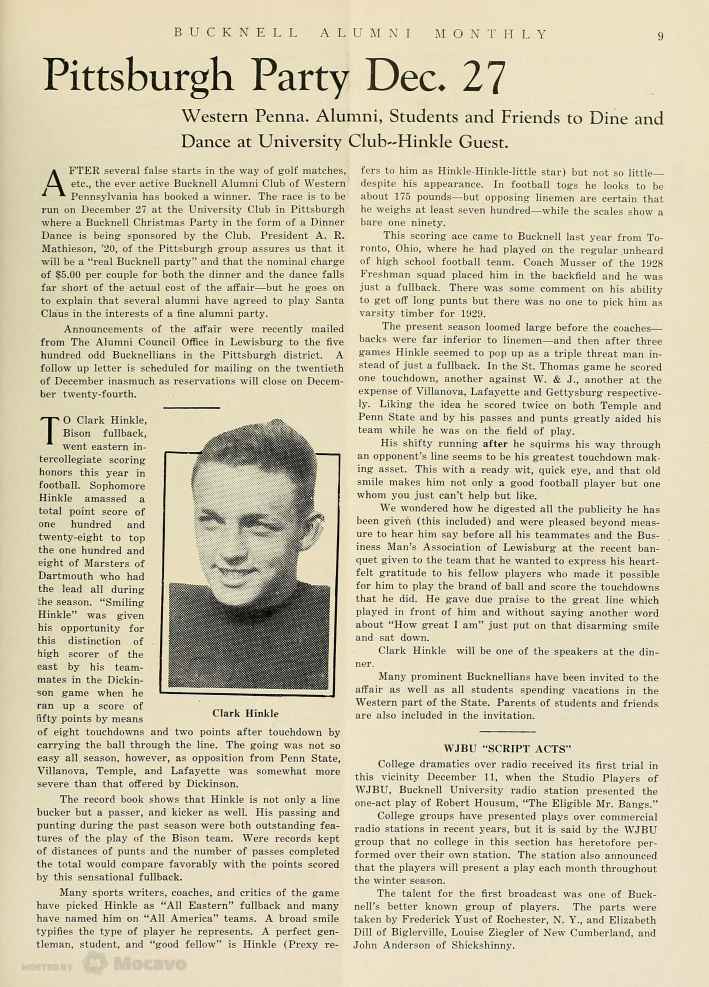 BUCKNELL ALUMNI MONTHLY 9
Pittsburgh Party Dec. 27
Western Penna. Alumni, Students and Friends to Dine and
Dance at University Club--Hinkle Guest.
AFTER several false starts in the way of golf matches,
etc., the ever active Bucknell Alumni Club of Western
Pennsylvania has booked a winner. The race is to be
run on December 27 at the University Club in Pittsburgh
where a Bucknell Christmas Party in the form of a Dinner
Dance is being sponsored by the Club. President A. R.
Mathieson, '20, of the Pittsburgh group assures us that it
will be a "real Bucknell party" and that the nominal charge
of $5.00 per couple for both the dinner and the dance falls
far short of the actual cost of the affair—but he goes on
to explain that several alumni have agreed to play Santa
Claus in the interests of a fine alumni party.
Announcements of the affair were recently mailed
from The Alumni Council Office in Lewisburg to the five
hundred odd Bucknellians in the Pittsburgh district. A
follow up letter is scheduled for mailing on the twentieth
of December inasmuch as reservations will close on Decem-
ber twenty-fourth.
TO Clark Hinkle,
Bison fullback,
went eastern in-
tercollegiate scoring
honors this year in
football. Sophomore
Hinkle amassed a
total point score of
one hundred and
twenty-eight to top
the one hundred and
eight of Marsters of
Dartmouth who had
the lead all during
the season. "Smiling
Hinkle" was given
his opportunity for
this distinction of
high scorer of the
east by his team-
mates in the Dickin-
son game when he
ran up a score of
fifty points by means
Clark Hinkle
of eight touchdowns and two points after touchdown by
carrying the ball through the line. The going was not so
easy all season, however, as opposition from Penn State,
Villanova, Temple, and Lafayette was somewhat more
severe than that offered by Dickinson.
The record book shows that Hinkle is not only a line
bucker but a passer, and kicker as well. His passing and
punting during the past season were both outstanding fea-
tures of the play of the Bison team. Were records kept
of distances of punts and the number of passes completed
the total would compare favorably with the points scored
by this sensational fullback.
Many sports writers, coaches, and critics of the game
have picked Hinkle as "All Eastern" fullback and many
have named him on "All America" teams. A broad smile
typifies the type of player he represents. A perfect gen-
tleman, student, and "good fellow" is Hinkle (Prexy re-
fers to him as Hinkle-Hinkle-little star) but not so little—
despite his appearance. In football togs he looks to be
about 175 pounds—but opposing linemen are certain that
he weighs at least seven hundred—while the scales show a
bare one ninety.
This scoring ace came to Bucknell last year from To-
ronto, Ohio, where he had played on the regular unheard
of high school football team. Coach Musser of the 1928
Freshman squad placed him in the backfield and he was
just a fullback. There was some comment on his ability
to get off long punts but there was no one to pick him as
varsity timber for 1929.
The present season loomed large before the coaches—
backs were far inferior to linemen—and then after three
games Hinkle seemed to pop up as a triple threat man in-
stead of just a fullback. In the St. Thomas game he scored
one touchdown, another against W. & J., another at the
expense of Villanova, Lafayette and Gettysburg respective-
ly. Liking the idea he scored twice on both Temple and
Penn State and by his passes and punts greatly aided his
team while he was on the field of play.
His shifty running after he squirms his way through
an opponent's line seems to be his greatest touchdown mak-
ing asset. This with a ready wit, quick eye, and that old
smile makes him not only a good football player but one
whom you just can't help but like.
We wondered how he digested all the publicity he has
been given (this included) and were pleased beyond meas-
ure to hear him say before all his teammates and the Bus-
iness Man's Association of Lewisburg at the recent ban-
quet given to the team that he wanted to express his heart-
felt gratitude to his fellow players who made it possible
for him to play the brand of ball and score the touchdowns
that he did. He gave due praise to the great line which
played in front of him and without saying another word
about "How great I am" just put on that disarming smile
and sat down.
Clark Hinkle will be one of the speakers at the din-
ner.
Many prominent Bucknellians have been invited to the
affair as well as all students spending vacations in the
Western part of the State. Parents of students and friends
are also included in the invitation.
WJBU "SCRIPT ACTS"
College dramatics over radio received its first trial in
this vicinity December 11, when the Studio Players of
WJBU, Bucknell University radio station presented the
one-act play of Robert Housum, "The Eligible Mr. Bangs."
College groups have presented plays over commercial
radio stations in recent years, but it is said by the WJBU
group that no college in this section has heretofore per-
formed over their own station. The station also announced
that the players will present a play each month throughout
the winter season.
The talent for the first broadcast was one of Buck-
nell's better known group of players. The parts were
taken by Frederick Yust of Rochester, N. Y., and Elizabeth
Dill of Biglerville, Louise Ziegler of New Cumberland, and
John Anderson of Shickshinny.
HOSTED BY Mocavo